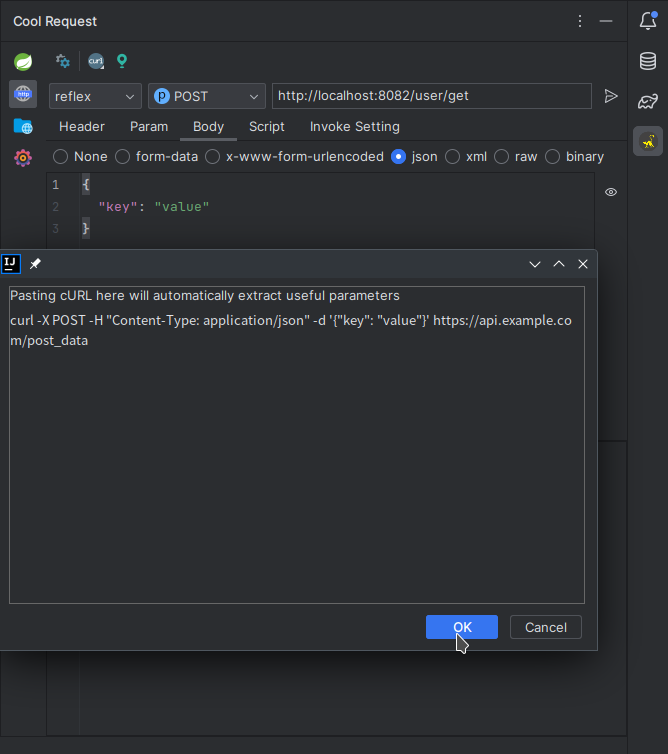 Cool Request
curl
http
reflex
p POST
http://localhost:8082/user/get
Header Param Body Script Invoke Setting
None form-data x-www-form-urlencoded json xml raw binary
1 {
2 "key": "value"
3 }
IJ
Pasting cURL here will automatically extract useful parameters
curl -X POST -H "Content-Type: application/json" -d '{"key": "value"}' https://api.example.co
m/post_data
OK Cancel